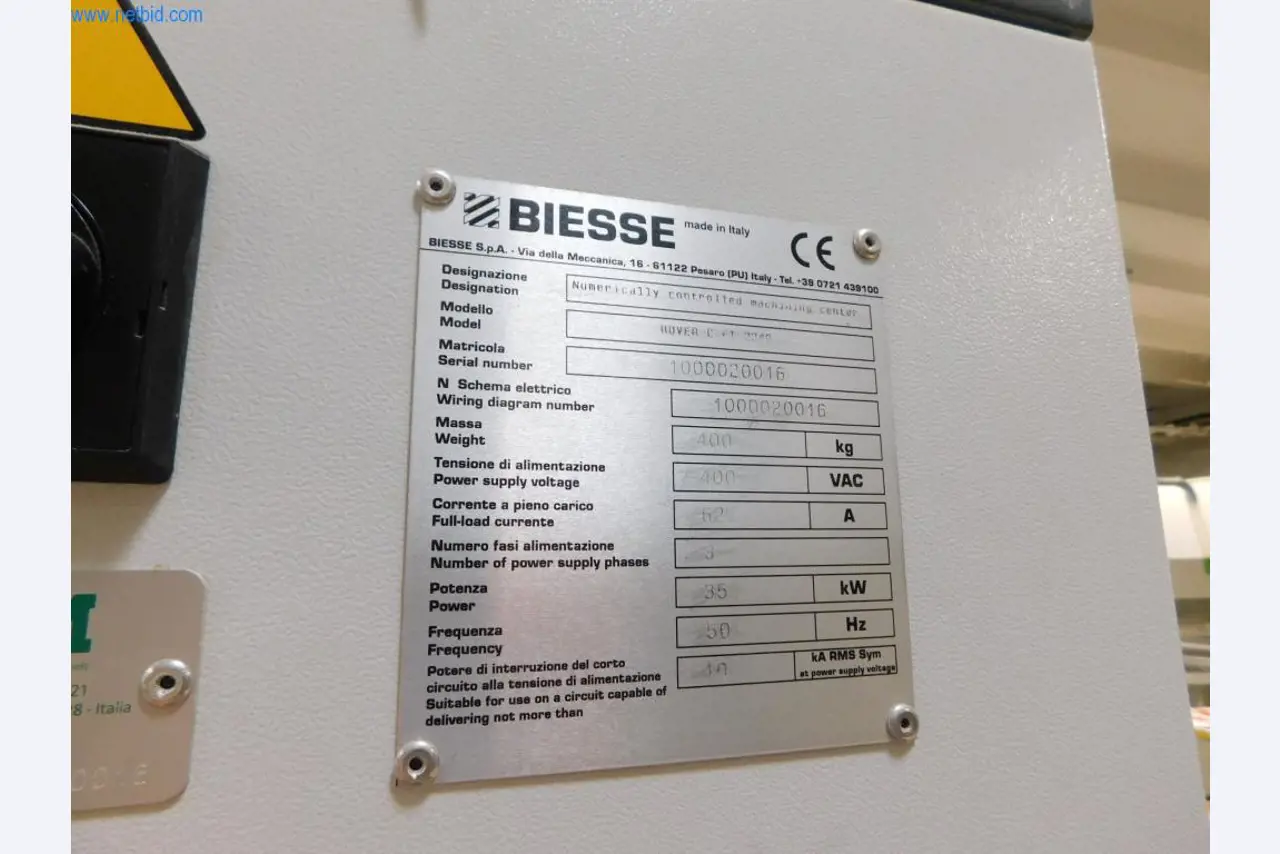 www.netbid.com
BIESSE made in Italy CE
BIESSE S.p.A. - Via della Meccanica, 16 - 61122 Pesaro (PU) Italy - Tel. +39 0721 439100
Designazione
Designation
Numerically controlled machining center
Modello
Model
ROVER
Matricola
Serial number
1000020016
N Schema elettrico
Wiring diagram number
1000020016
Massa
Weight
400 kg
Tensione di alimentazione
Power supply voltage
400 VAC
Corrente a pieno carico
Full-load currente
62 A
Numero fasi alimentazione
Number of power supply phases
3
Potenza
Power
35 kW
Frequenza
Frequency
50 Hz
Potere di interruzione del corto
circuito alla tensione di alimentazione
Suitable for use on a circuit capable of
delivering not more than
kA RMS Sym
at power supply voltage
21
8 - Italia